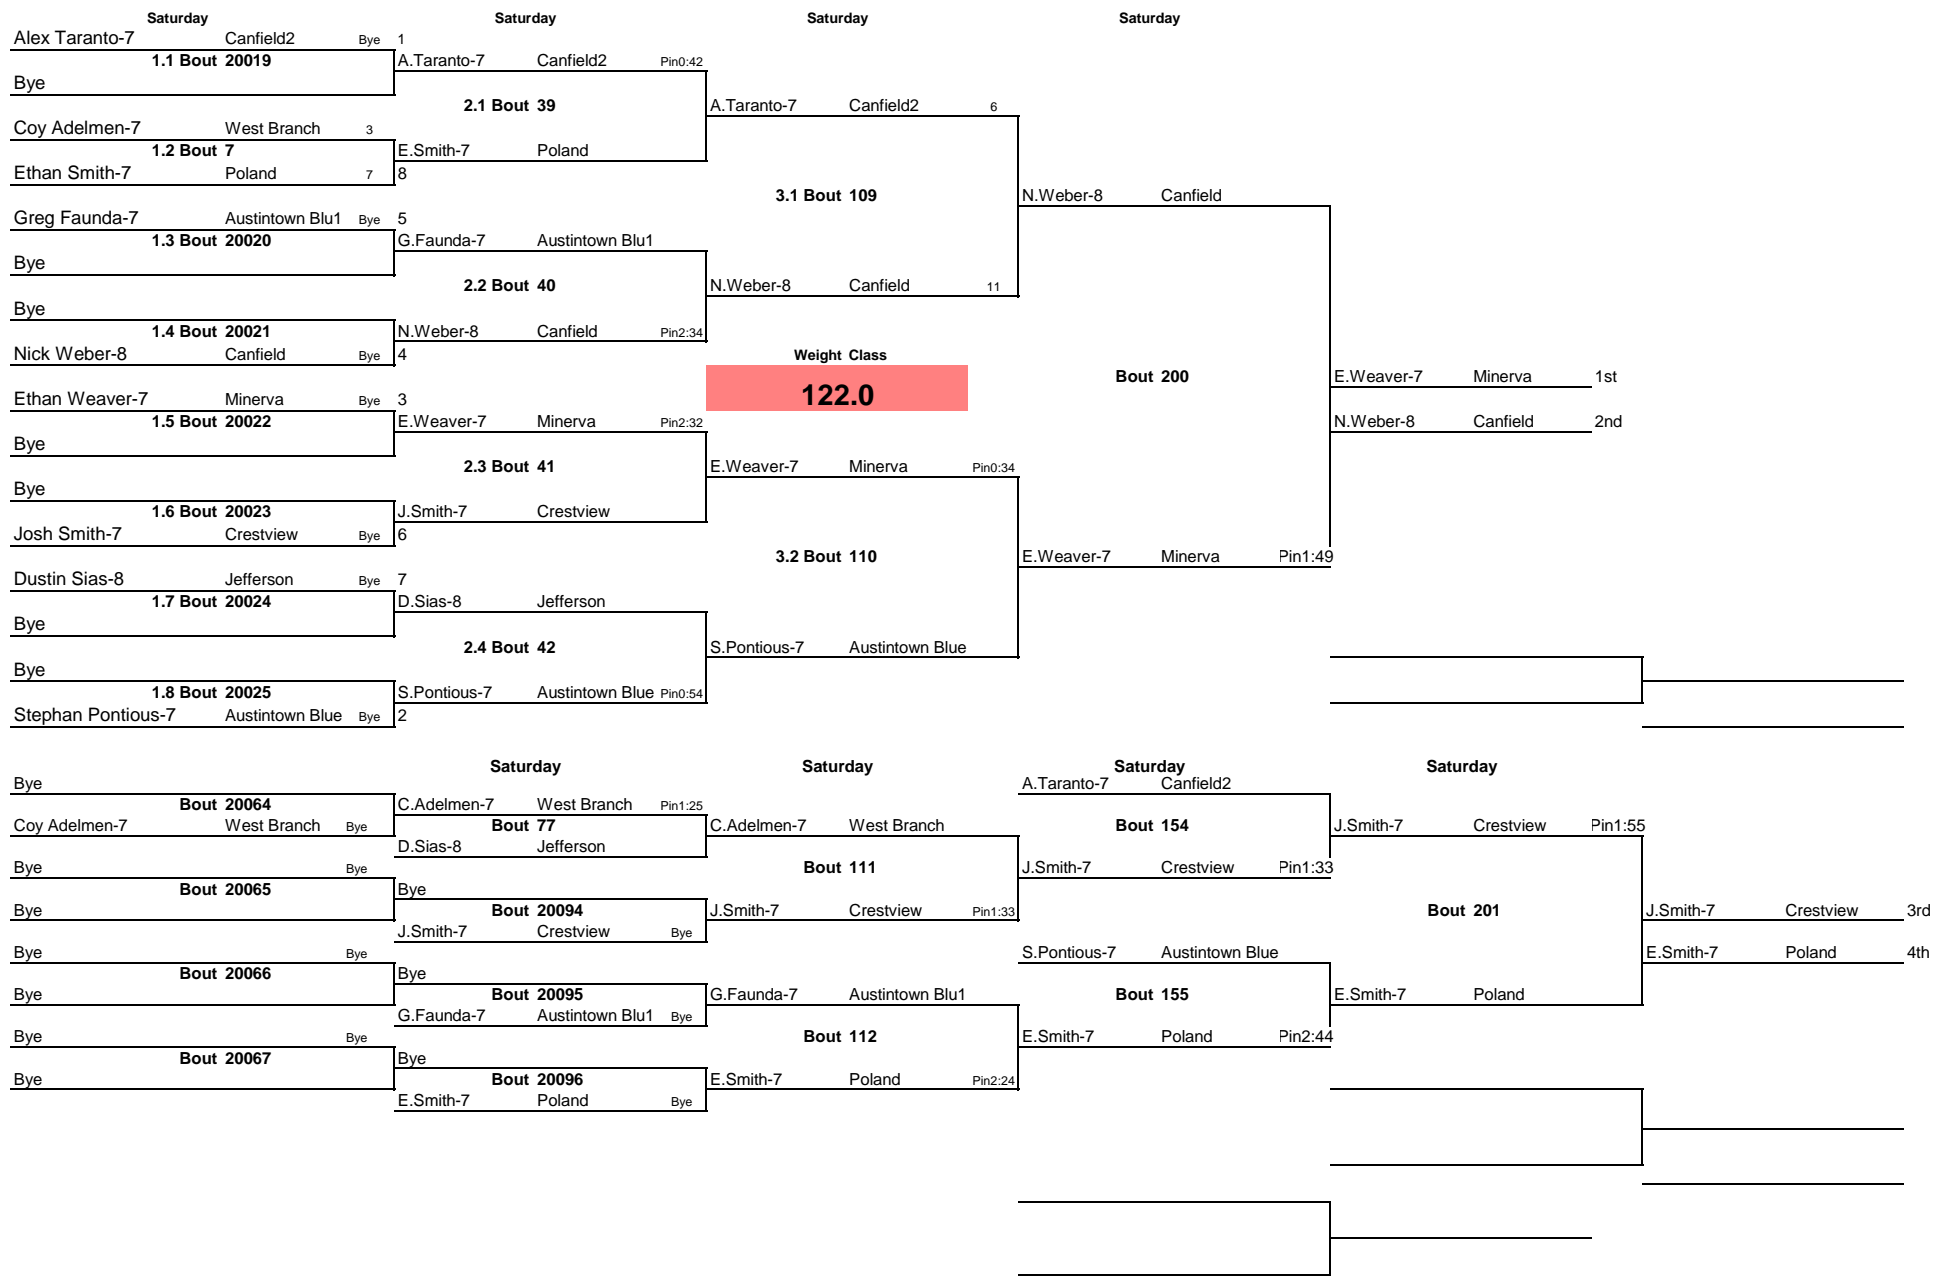 Saturday Saturday Saturday Saturday
Alex Taranto-7 Canfield2 Bye 1
1.1 Bout 20019 A.Taranto-7 Canfield2 Pin0:42
Bye
2.1 Bout 39 A.Taranto-7 Canfield2 6
Coy Adelmen-7 West Branch 3
1.2 Bout 7 E.Smith-7 Poland
Ethan Smith-7 Poland 7 8
3.1 Bout 109 N.Weber-8 Canfield
Greg Faunda-7 Austintown Blu1 Bye 5
1.3 Bout 20020 G.Faunda-7 Austintown Blu1
Bye
2.2 Bout 40 N.Weber-8 Canfield 11
Bye
1.4 Bout 20021 N.Weber-8 Canfield Pin2:34
Nick Weber-8 Canfield Bye 4 Weight Class
Bout 200 E.Weaver-7 Minerva 1st
Ethan Weaver-7 Minerva Bye 3 122.0
1.5 Bout 20022 E.Weaver-7 Minerva Pin2:32 N.Weber-8 Canfield 2nd
Bye
2.3 Bout 41 E.Weaver-7 Minerva Pin0:34
Bye
1.6 Bout 20023 J.Smith-7 Crestview
Josh Smith-7 Crestview Bye 6
3.2 Bout 110 E.Weaver-7 Minerva Pin1:49
Dustin Sias-8 Jefferson Bye 7
1.7 Bout 20024 D.Sias-8 Jefferson
Bye
2.4 Bout 42 S.Pontious-7 Austintown Blue
Bye
1.8 Bout 20025 S.Pontious-7 Austintown Blue Pin0:54
Stephan Pontious-7 Austintown Blue Bye 2
Saturday Saturday Saturday Saturday
Bye A.Taranto-7 Canfield2
Bout 20064 C.Adelmen-7 West Branch Pin1:25
Coy Adelmen-7 West Branch Bye Bout 77 C.Adelmen-7 West Branch Bout 154 J.Smith-7 Crestview Pin1:55
D.Sias-8 Jefferson
Bye Bye Bout 111 J.Smith-7 Crestview Pin1:33
Bout 20065 Bye
Bye Bout 20094 J.Smith-7 Crestview Pin1:33 Bout 201 J.Smith-7 Crestview 3rd
J.Smith-7 Crestview Bye
Bye Bye S.Pontious-7 Austintown Blue E.Smith-7 Poland 4th
Bout 20066 Bye
Bye Bout 20095 G.Faunda-7 Austintown Blu1 Bout 155 E.Smith-7 Poland
G.Faunda-7 Austintown Blu1 Bye
Bye Bye Bout 112 E.Smith-7 Poland Pin2:44
Bout 20067 Bye
Bye Bout 20096 E.Smith-7 Poland Pin2:24
E.Smith-7 Poland Bye